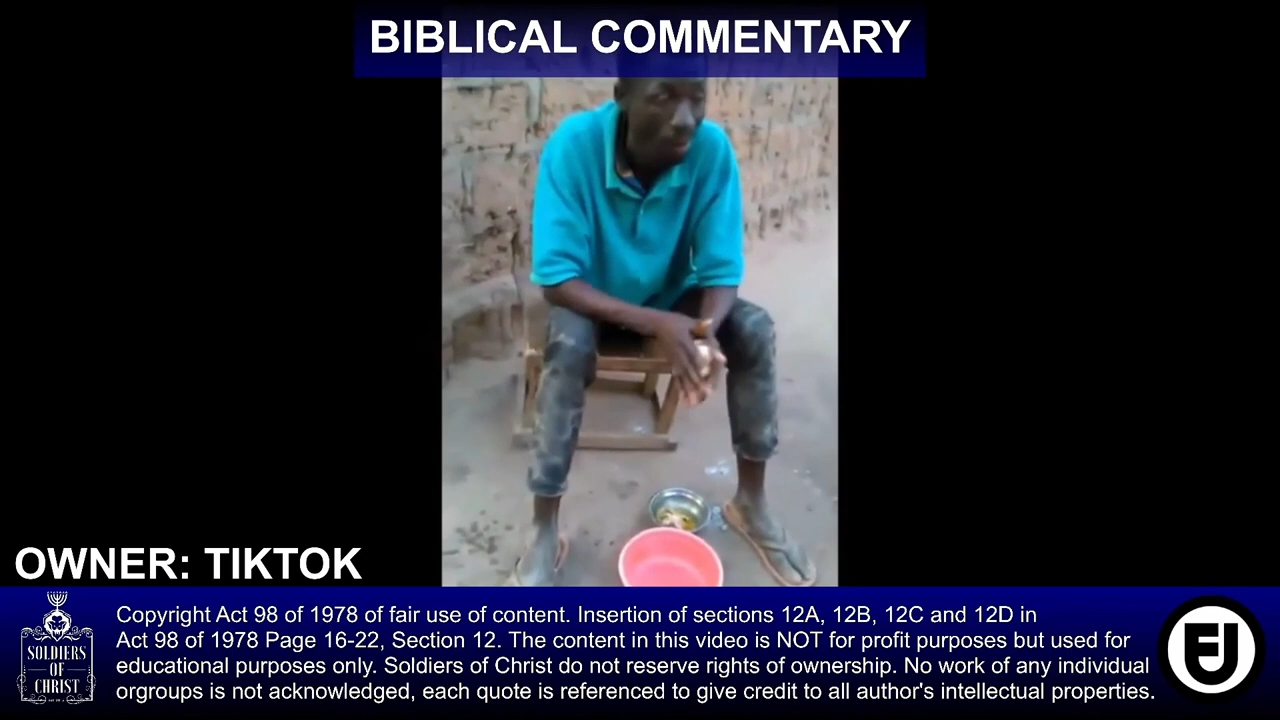 BIBLICAL COMMENTARY
OWNER: TIKTOK
Copyright Act 98 of 1978 of fair use of content. Insertion of sections 12A, 12B, 12C and 12D in
Act 98 of 1978 Page 16-22, Section 12. The content in this video is NOT for profit purposes but used for
educational purposes only. Soldiers of Christ do not reserve rights of ownership. No work of any individual
orgroups is not acknowledged, each quote is referenced to give credit to all author's intellectual properties.
SOLDIERS
OF
CHRIST